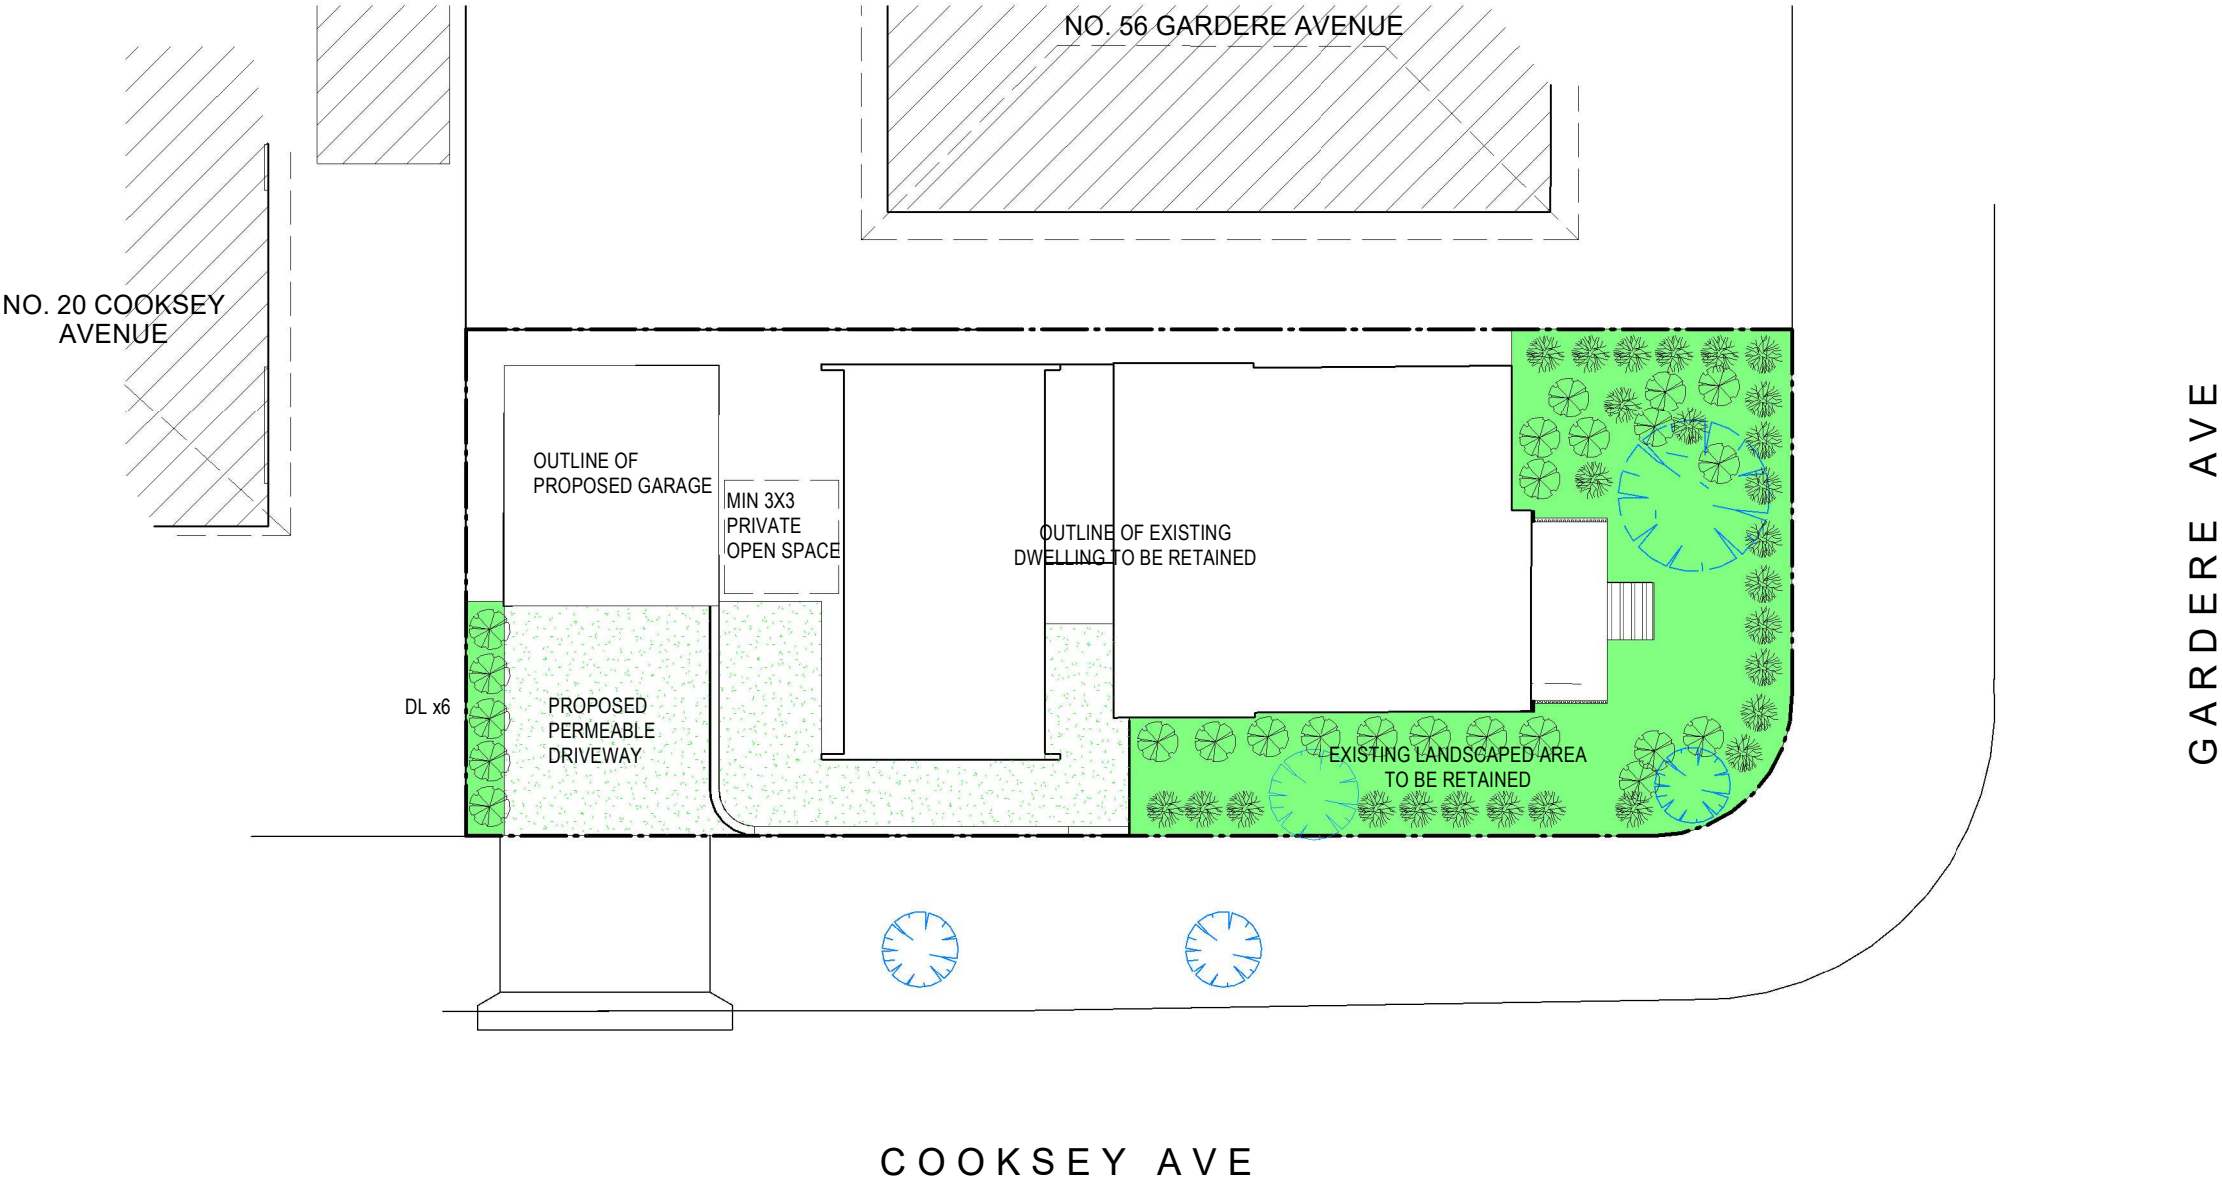 NO. 56 GARDERE AVENUE
NO. 20 COOKSEY
AVENUE
OUTLINE OF
PROPOSED GARAGE
MIN 3X3
PRIVATE
OPEN SPACE
OUTLINE OF EXISTING
DWELLING TO BE RETAINED
GARDERE AVE
DL x6
PROPOSED
PERMEABLE
DRIVEWAY
EXISTING LANDSCAPED AREA
TO BE RETAINED
COOKSEY AVE